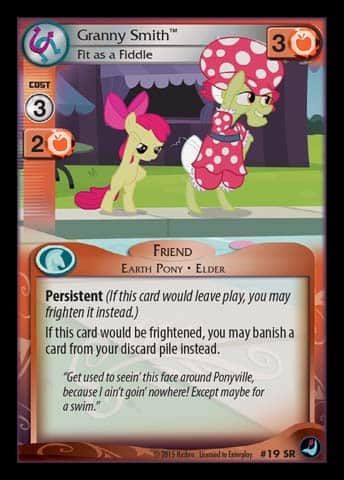 Granny Smith™
Fit as a Fiddle
3
COST
3
2
FRIEND
EARTH PONY • ELDER
Persistent (If this card would leave play, you may
frighten it instead.)
If this card would be frightened, you may banish a
card from your discard pile instead.
“Get used to seein’ this face around Ponyville,
because I ain’t goin’ nowhere! Except maybe for
a swim.”
©2015 Hasbro. Licensed to Enterplay
#19 SR